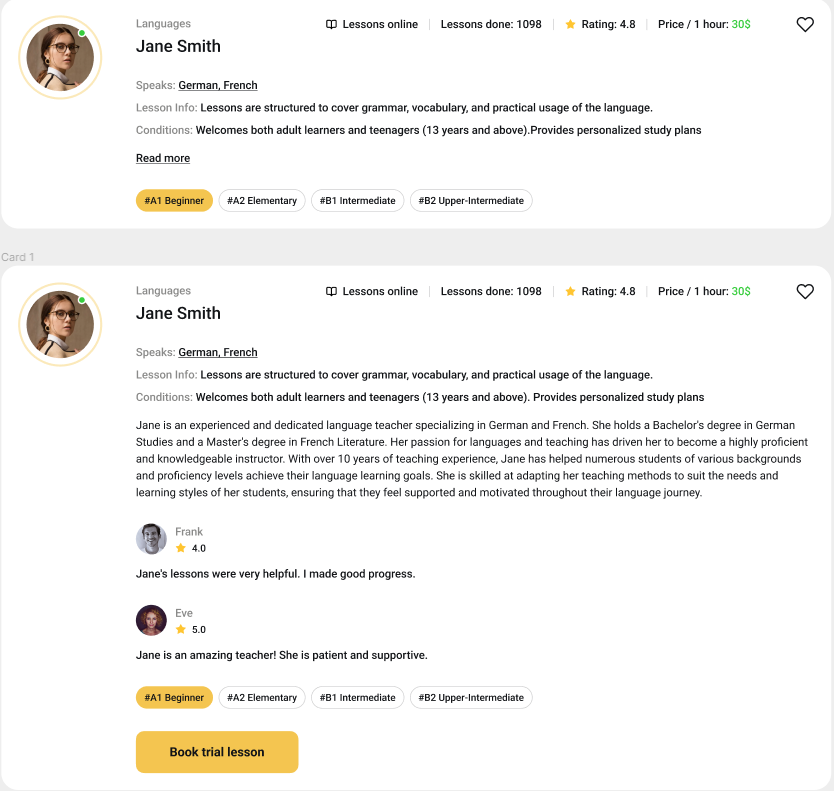 Languages
Lessons online
Lessons done: 1098
Rating: 4.8
Price / 1 hour: 30$
Jane Smith
Speaks: German, French
Lesson Info: Lessons are structured to cover grammar, vocabulary, and practical usage of the language.
Conditions: Welcomes both adult learners and teenagers (13 years and above).Provides personalized study plans
Read more
#A1 Beginner
#A2 Elementary
#B1 Intermediate
#B2 Upper-Intermediate
Card 1
Languages
Lessons online
Lessons done: 1098
Rating: 4.8
Price / 1 hour: 30$
Jane Smith
Speaks: German, French
Lesson Info: Lessons are structured to cover grammar, vocabulary, and practical usage of the language.
Conditions: Welcomes both adult learners and teenagers (13 years and above). Provides personalized study plans
Jane is an experienced and dedicated language teacher specializing in German and French. She holds a Bachelor's degree in German
Studies and a Master's degree in French Literature. Her passion for languages and teaching has driven her to become a highly proficient
and knowledgeable instructor. With over 10 years of teaching experience, Jane has helped numerous students of various backgrounds
and proficiency levels achieve their language learning goals. She is skilled at adapting her teaching methods to suit the needs and
learning styles of her students, ensuring that they feel supported and motivated throughout their language journey.
Frank
4.0
Jane's lessons were very helpful. I made good progress.
Eve
5.0
Jane is an amazing teacher! She is patient and supportive.
#A1 Beginner
#A2 Elementary
#B1 Intermediate
#B2 Upper-Intermediate
Book trial lesson